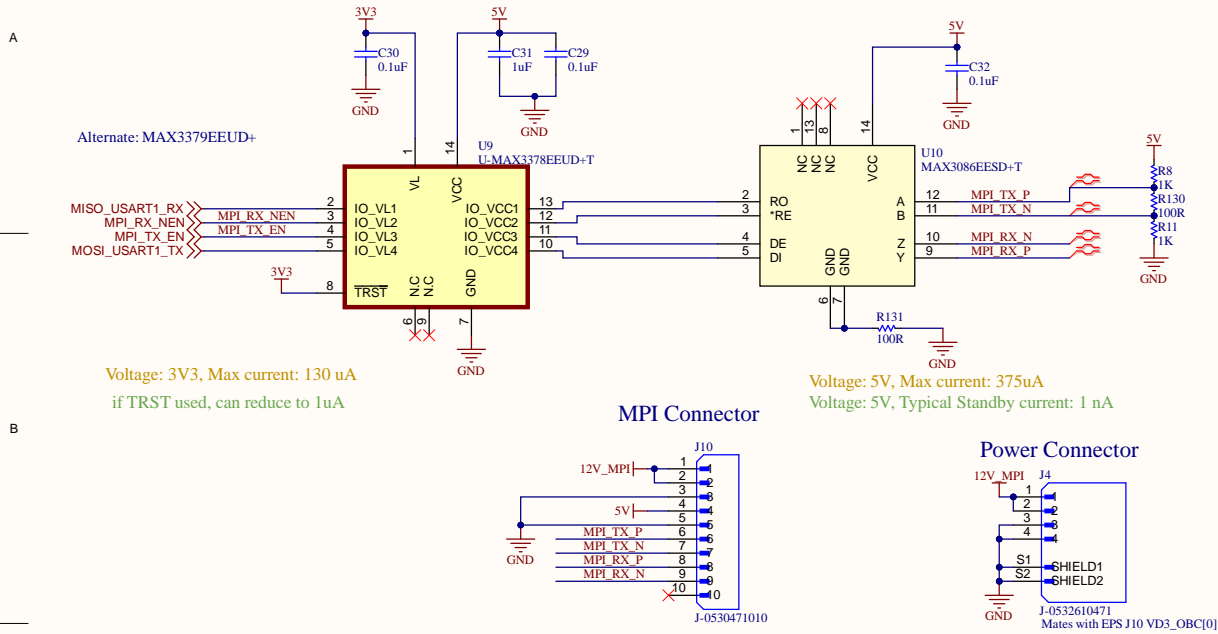 A
3V3
C30
0.1uF
GND
5V
C31
1uF
C29
0.1uF
GND
5V
C32
0.1uF
GND
Alternate: MAX3379EEUD+
U9
U-MAX3378EEUD+T
1
14
VL
VCC
MISO_USART1_RX
2
IO_VL1
IO_VCC1
13
MPI_RX_NEN
MPI_RX_NEN
3
IO_VL2
IO_VCC2
12
MPI_TX_EN
MPI_TX_EN
4
IO_VL3
IO_VCC3
11
MOSI_USART1_TX
5
IO_VL4
IO_VCC4
10
3V3
8
TRST
N.C
N.C
GND
6
9
7
GND
U10
MAX3086EESD+T
1
13
8
14
NC
NC
NC
VCC
2
RO
3
*RE
4
DE
5
DI
A
12
MPI_TX_P
B
11
MPI_TX_N
Z
10
MPI_RX_N
Y
9
MPI_RX_P
GND
GND
6
7
R131
100R
GND
5V
R8
1K
R130
100R
R11
1K
GND
Voltage: 3V3, Max current: 130 uA
if TRST used, can reduce to 1uA
Voltage: 5V, Max current: 375uA
Voltage: 5V, Typical Standby current: 1 nA
B
MPI Connector
J10
12V_MPI
1
1
2
2
3
3
5V
4
4
5
5
GND
MPI_TX_P
6
6
MPI_TX_N
7
7
MPI_RX_P
8
8
MPI_RX_N
9
9
10
10
J-0530471010
Power Connector
J4
12V_MPI
1
1
2
2
3
3
4
4
S1
SHIELD1
S2
SHIELD2
GND
J-0532610471
Mates with EPS J10 VD3_OBC[0]